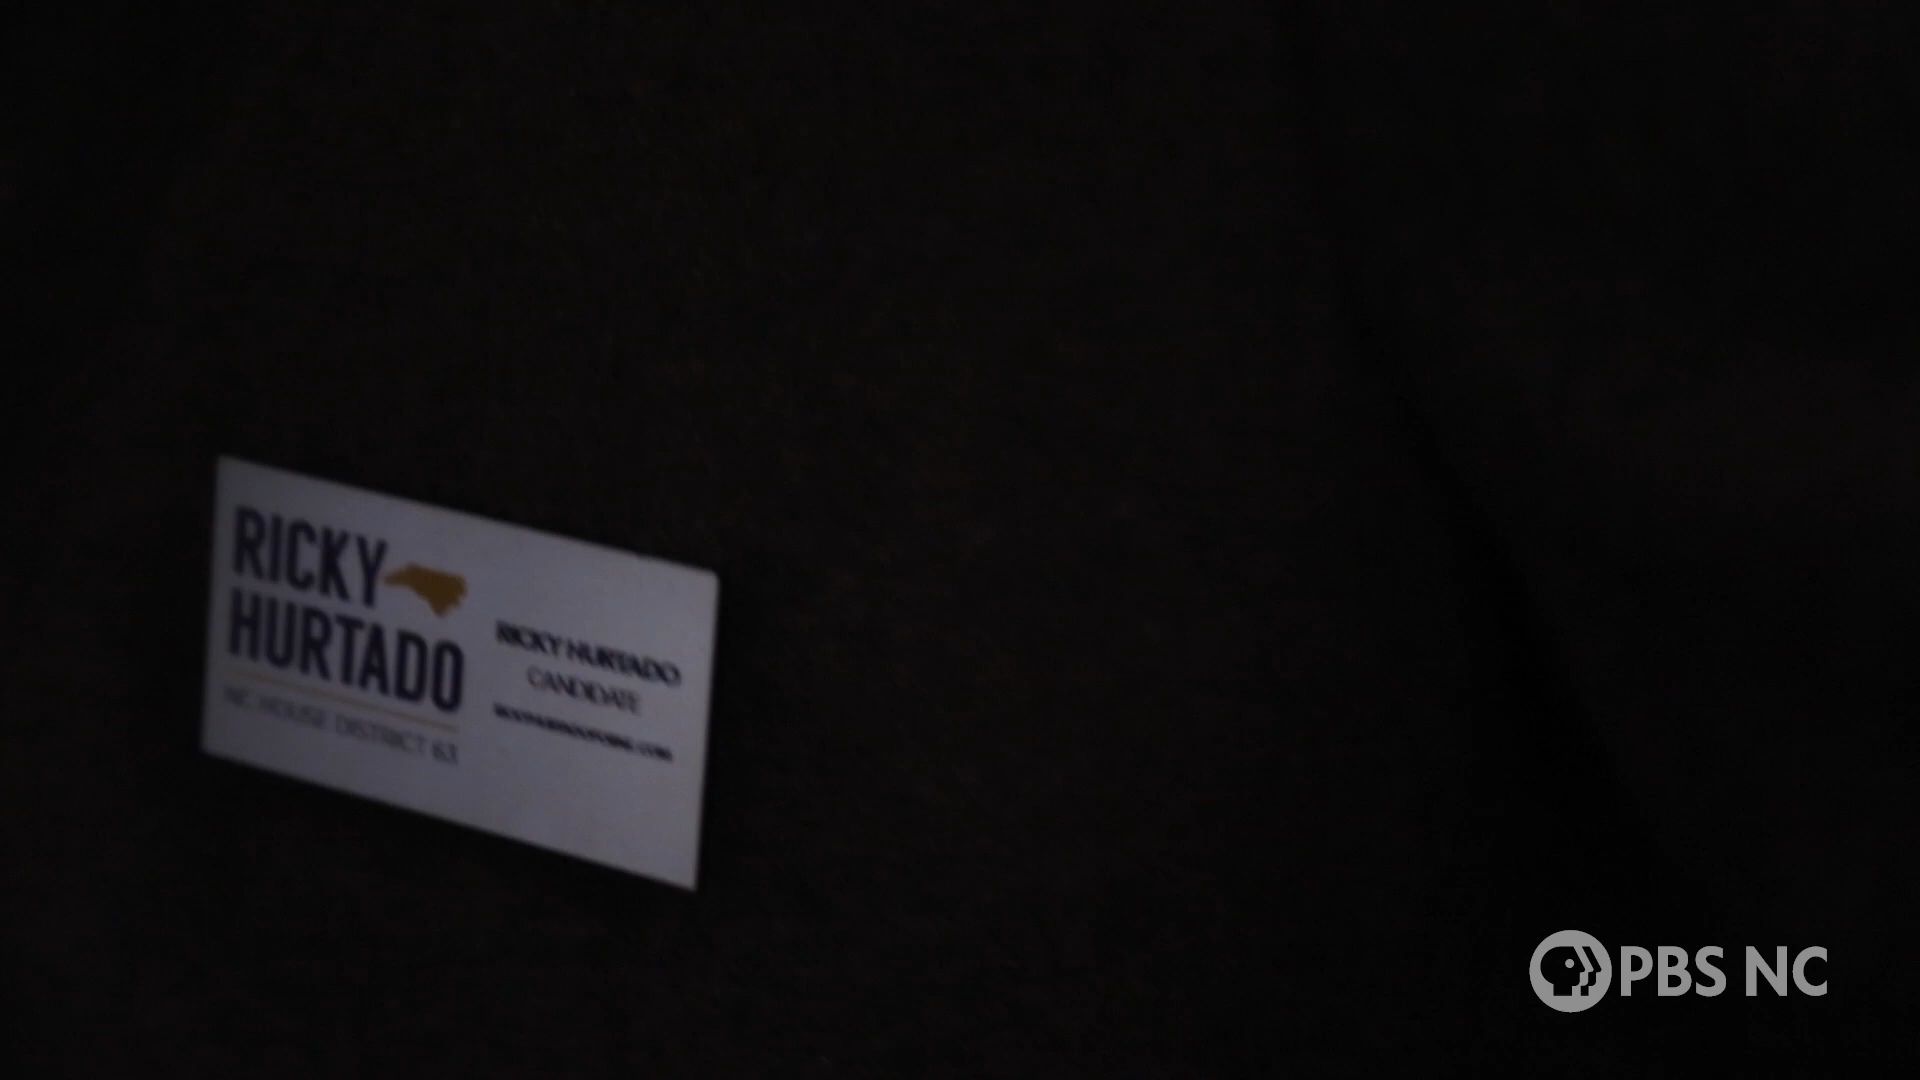 RICKY
HURTADO
NC HOUSE DISTRICT 63
RICKY HURTADO
CANDIDATE
PBS NC